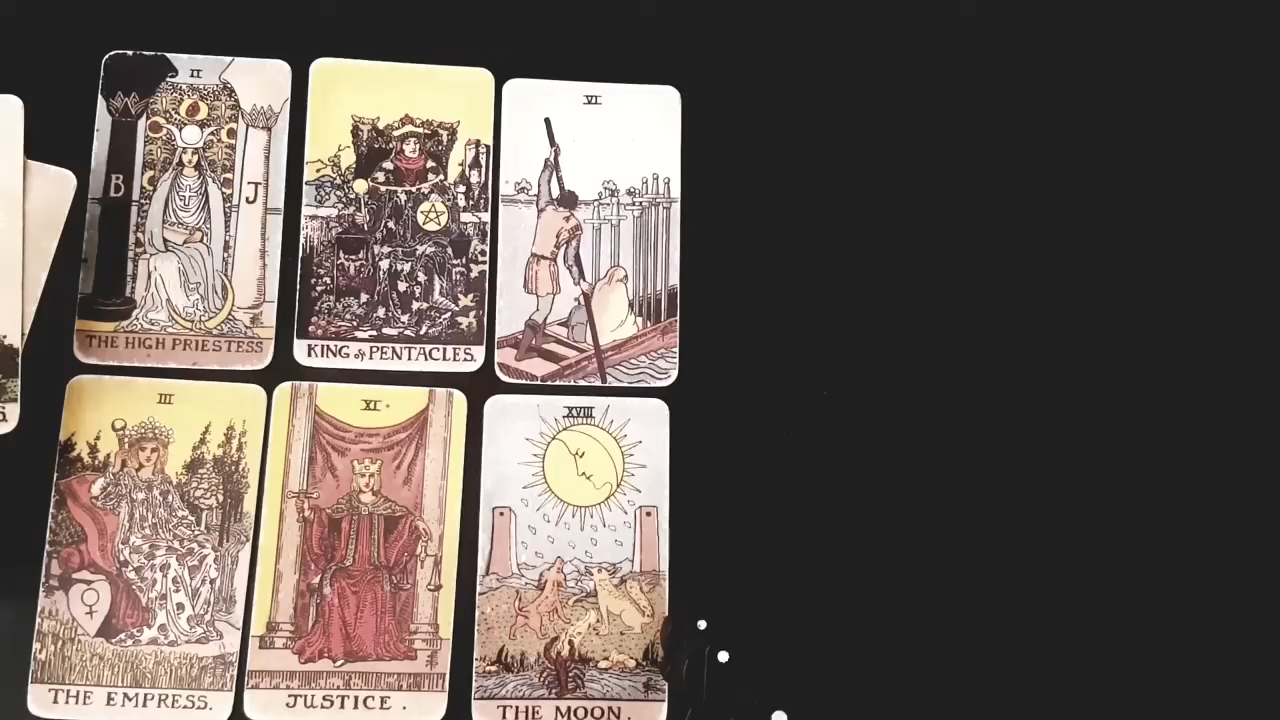 II
B
J
THE HIGH PRIESTESS
KING of PENTACLES.
VI
III
THE EMPRESS.
XI.
JUSTICE.
XVIII
THE MOON.